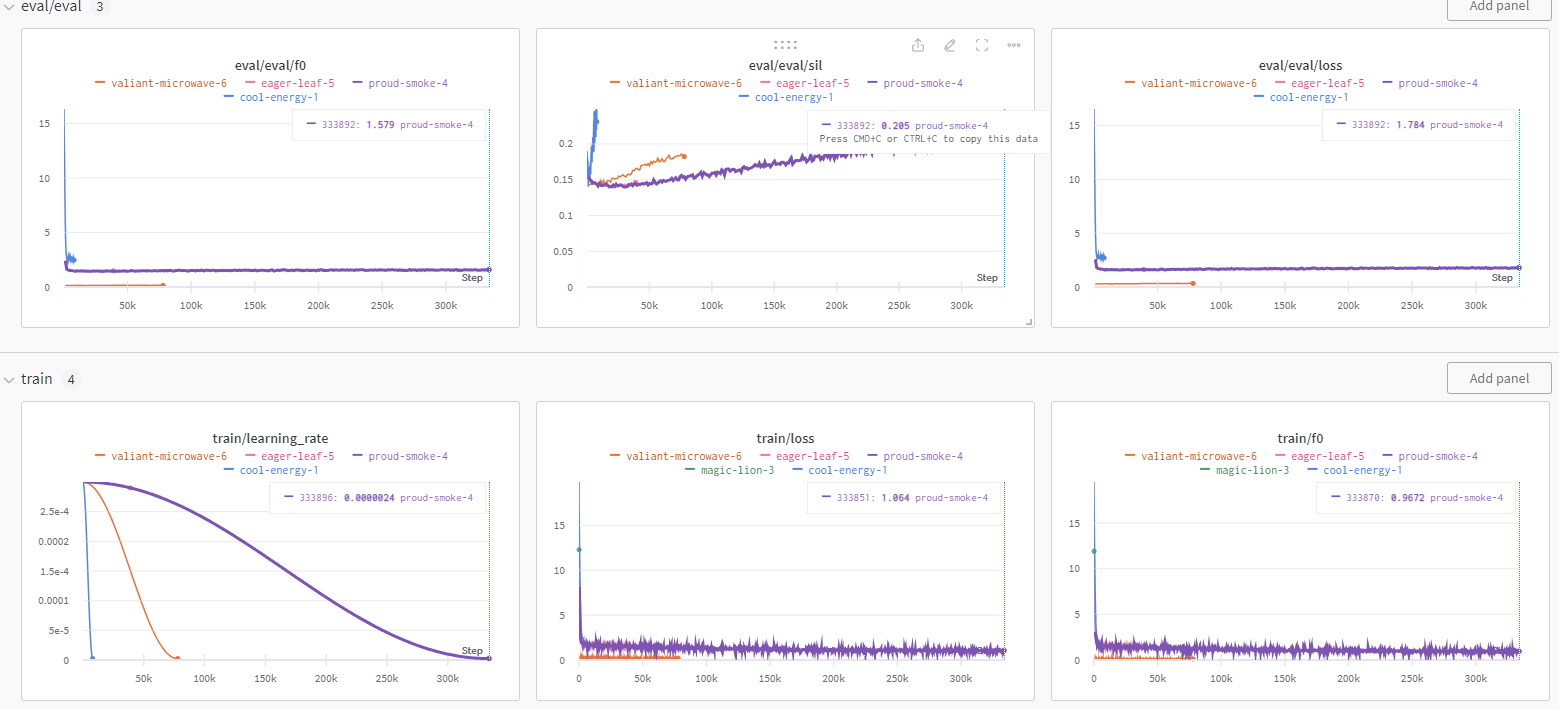 eval/eval 3
Add panel
eval/eval/f0
valiant-microwave-6 eager-leaf-5 proud-smoke-4
cool-energy-1
333892: 1.579 proud-smoke-4
15
10
5
0
Step
50k 100k 150k 200k 250k 300k
eval/eval/sil
valiant-microwave-6 eager-leaf-5 proud-smoke-4
cool-energy-1
333892: 0.205 proud-smoke-4
Press CMD+C or CTRL+C to copy this data
0.2
0.15
0.1
0.05
0
Step
50k 100k 150k 200k 250k 300k
eval/eval/loss
valiant-microwave-6 eager-leaf-5 proud-smoke-4
cool-energy-1
333892: 1.784 proud-smoke-4
15
10
5
0
Step
50k 100k 150k 200k 250k 300k
train 4
Add panel
train/learning_rate
valiant-microwave-6 eager-leaf-5 proud-smoke-4
cool-energy-1
333896: 0.0000024 proud-smoke-4
2.5e-4
0.0002
1.5e-4
0.0001
5e-5
0
Step
50k 100k 150k 200k 250k 300k
train/loss
valiant-microwave-6 eager-leaf-5 proud-smoke-4
magic-lion-3 cool-energy-1
333851: 1.064 proud-smoke-4
15
10
5
0
0 50k 100k 150k 200k 250k 300k
train/f0
valiant-microwave-6 eager-leaf-5 proud-smoke-4
magic-lion-3 cool-energy-1
333870: 0.9672 proud-smoke-4
15
10
5
0
0 50k 100k 150k 200k 250k 300k